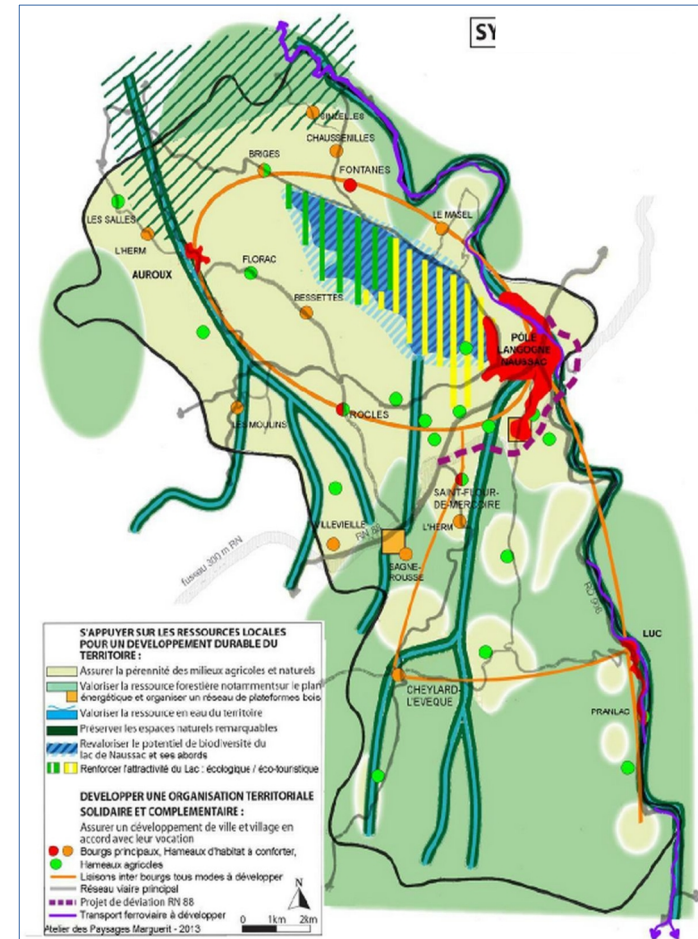 SY
SINZELLES
CHAUSSENILLES
BRIGES
FONTANES
LES SALLES
LE MASEL
L'HERM
FLORAC
AUROUX
BESSETTES
PÔLE
LANGOGNE
NAUSSAC
LES MOULINS
ROCLES
SAINT-FLOUR-
DE-MERCOIRE
VILLEVIEILLE
RN 88
L'HERM
fuseau 300 m RN
SAGNE-
ROUSSE
RD 906
LUC
CHEYLARD-
L'EVEQUE
PRANLAC
S'APPUYER SUR LES RESSOURCES LOCALES
POUR UN DEVELOPPEMENT DURABLE DU
TERRITOIRE :
Assurer la pérennité des milieux agricoles et naturels
Valoriser la ressource forestière notammentsur le plan
énergétique et organiser un réseau de plateformes bois
Valoriser la ressource en eau du territoire
Préserver les espaces naturels remarquables
Revaloriser le potentiel de biodiversité du
lac de Naussac et ses abords
Renforcer l'attractivité du Lac : écologique / éco-touristique
DEVELOPPER UNE ORGANISATION TERRITORIALE
SOLIDAIRE ET COMPLEMENTAIRE :
Assurer un développement de ville et village en
accord avec leur vocation
Bourgs principaux, Hameaux d'habitat à conforter,
Hameaux agricoles
Liaisons inter bourgs tous modes à développer
Réseau viaire principal
Projet de déviation RN 88
Transport ferroviaire à développer
N
0 1km 2km
Atelier des Paysages Marguerit - 2013